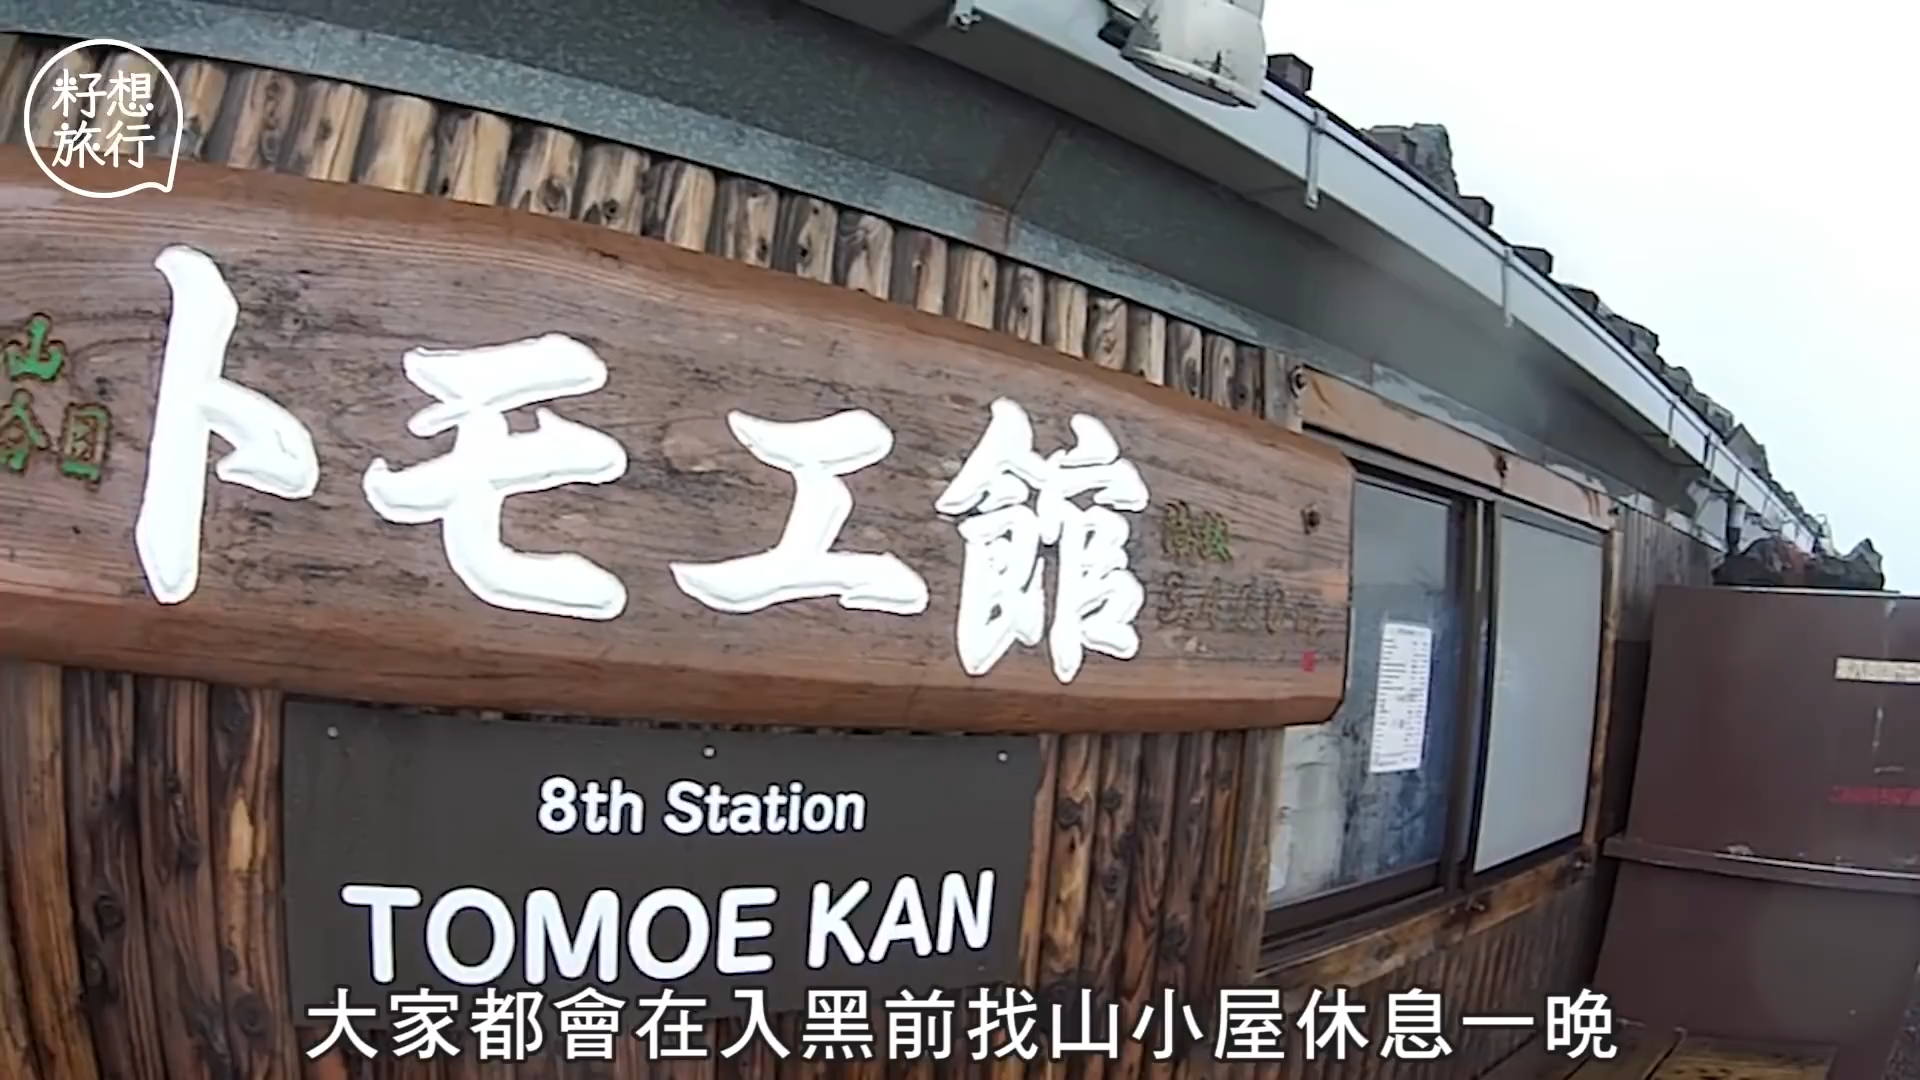 籽想
旅行
山
トモエ館
8th Station
TOMOE KAN
大家都會在入黑前找山小屋休息一晚